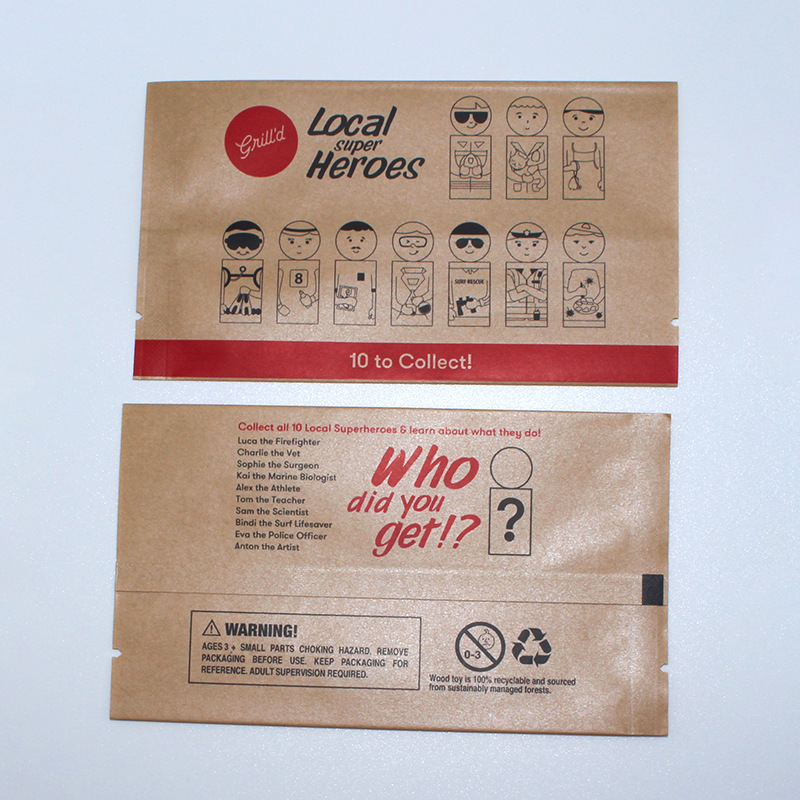 Grill'd
Local
super
Heroes
8
SURF RESCUE
10 to Collect!
Collect all 10 Local Superheroes & learn about what they do!
Luca the Firefighter
Charlie the Vet
Sophie the Surgeon
Kai the Marine Biologist
Alex the Athlete
Tom the Teacher
Sam the Scientist
Bindi the Surf Lifesaver
Eva the Police Officer
Anton the Artist
Who
did you
get!?
?
WARNING!
AGES 3 + SMALL PARTS CHOKING HAZARD, REMOVE
PACKAGING BEFORE USE. KEEP PACKAGING FOR
REFERENCE. ADULT SUPERVISION REQUIRED.
0-3
Wood toy is 100% recyclable and sourced
from sustainably managed forests.